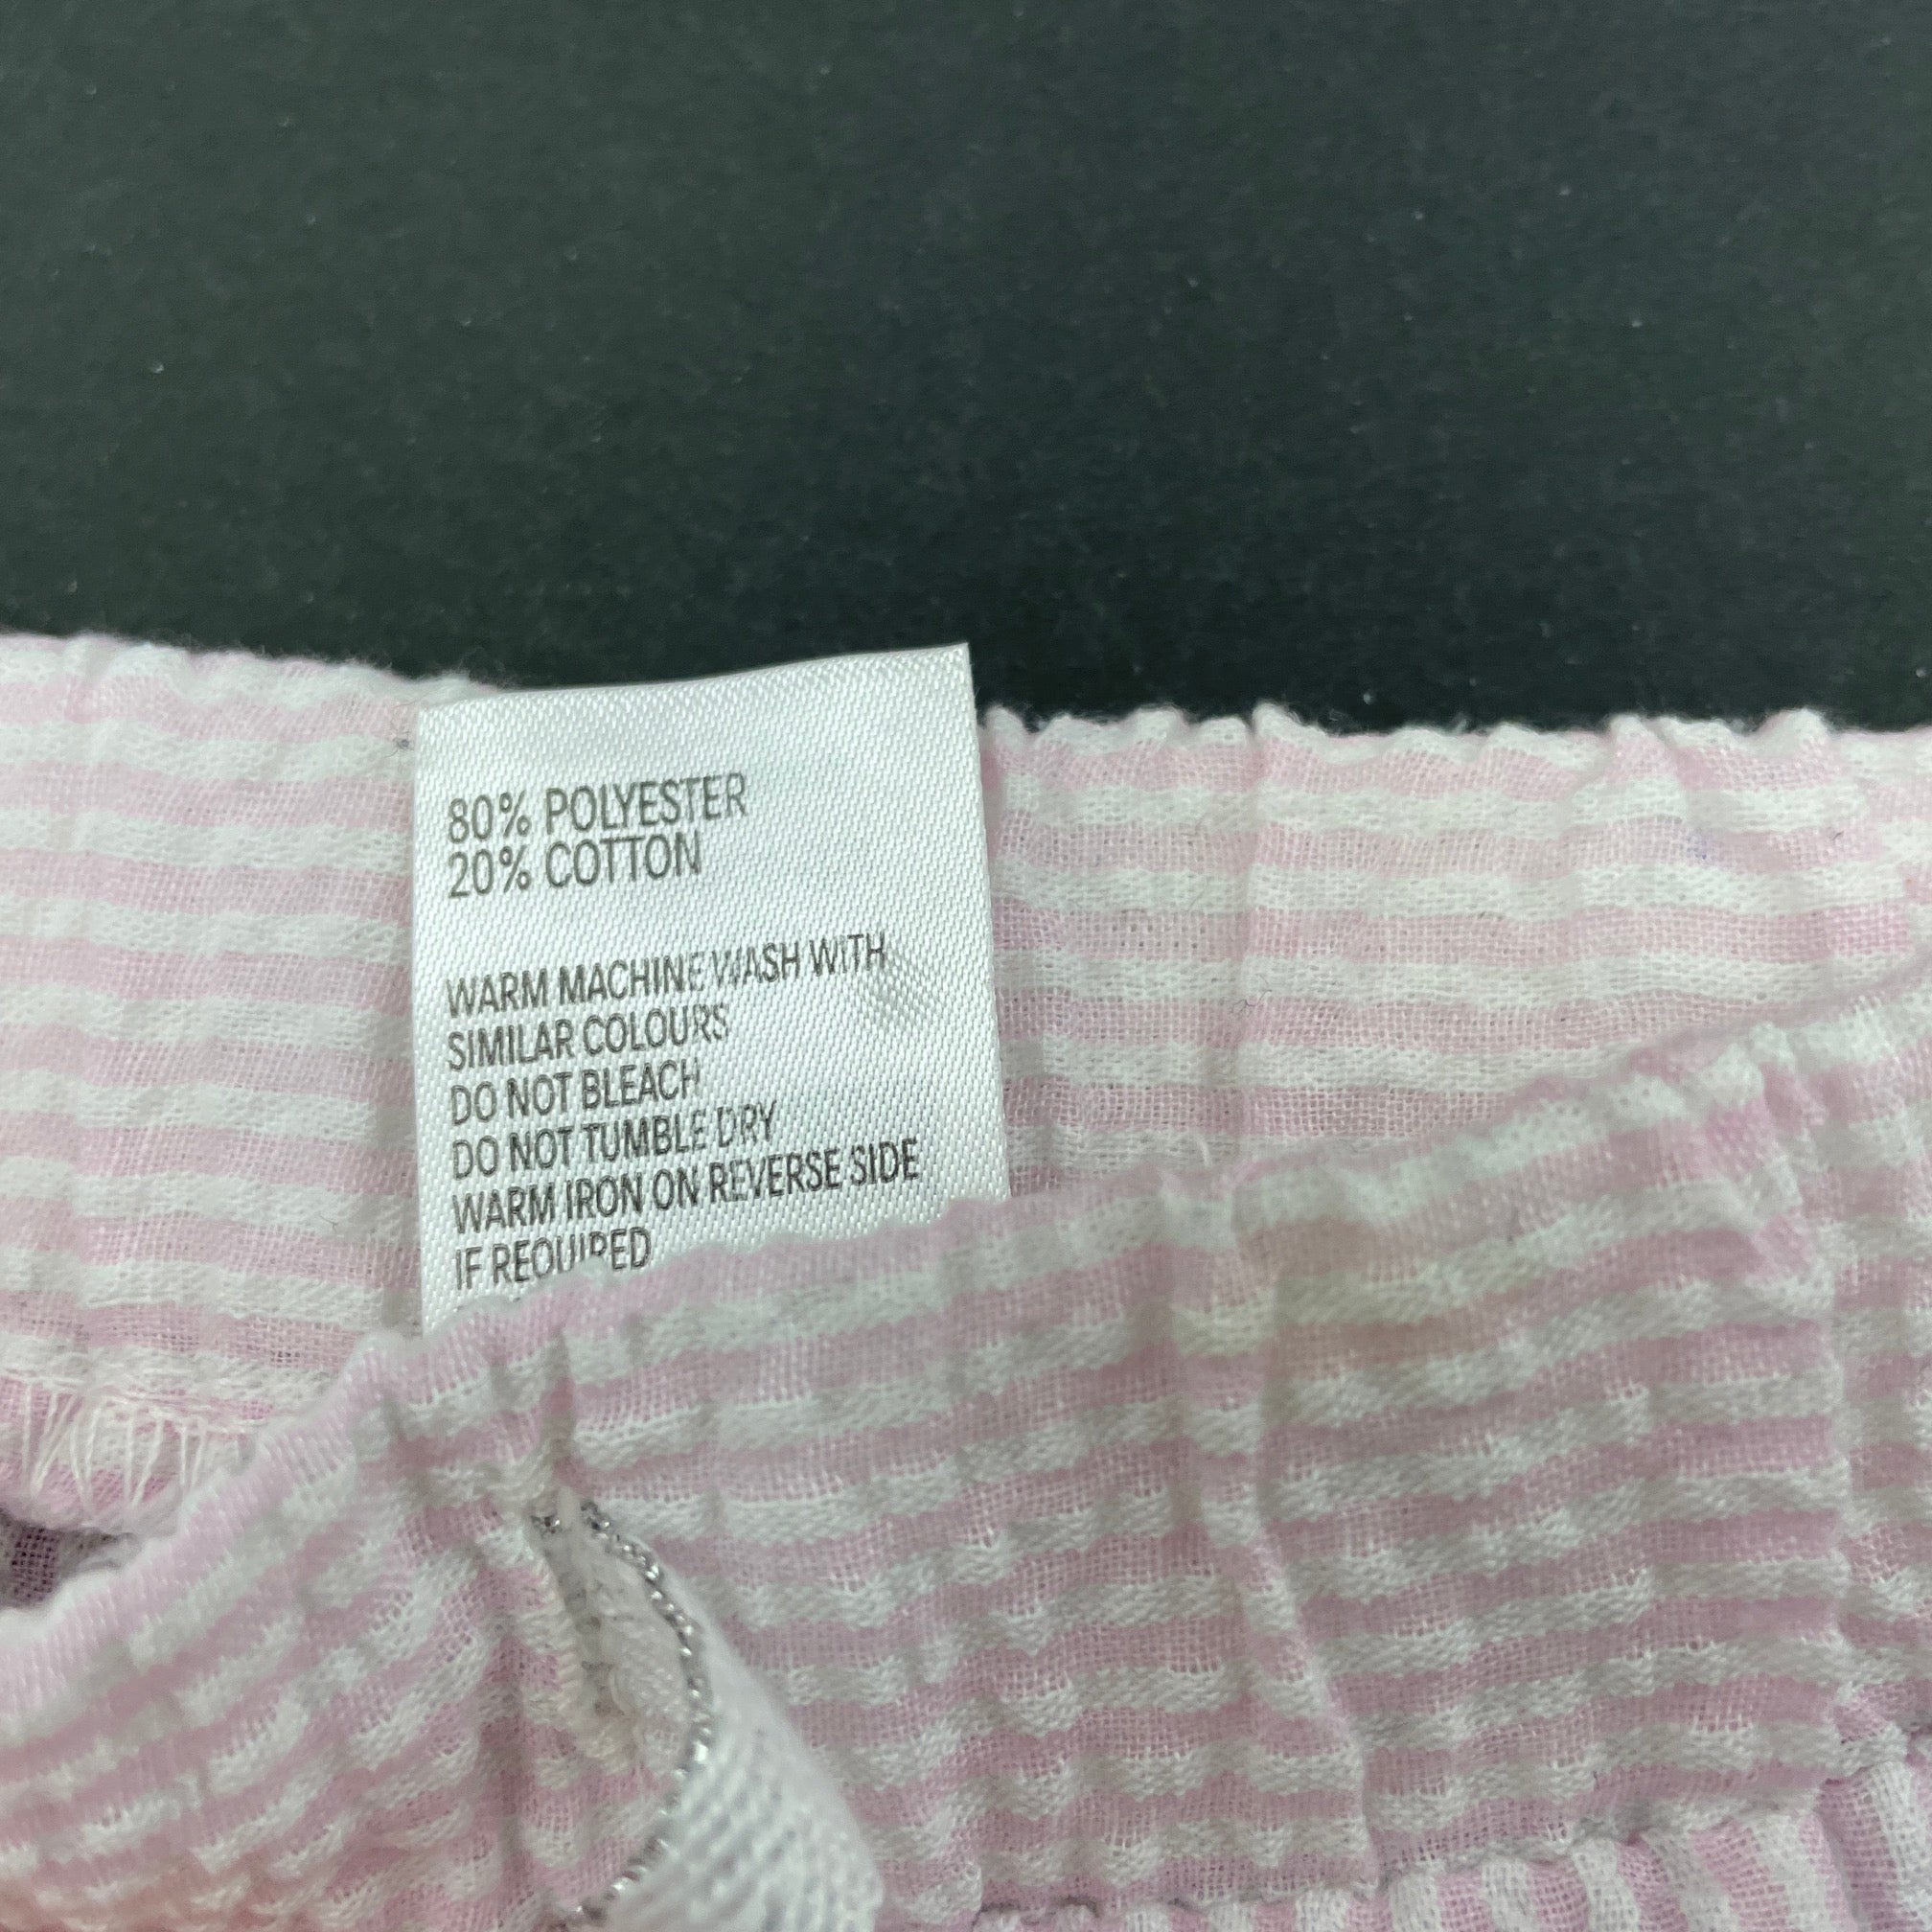 80% POLYESTER
20% COTTON
WARM MACHINE WASH WITH
SIMILAR COLOURS
DO NOT BLEACH
DO NOT TUMBLE DRY
WARM IRON ON REVERSE SIDE
IF REQUIRED